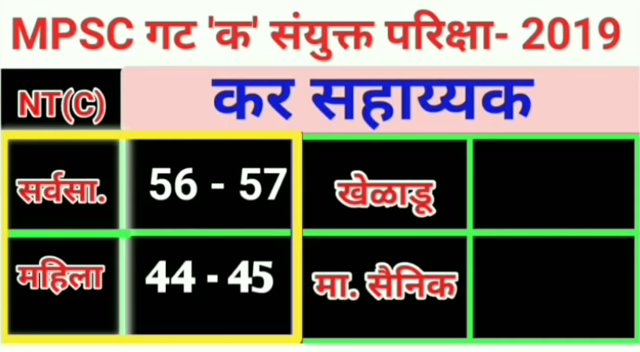 MPSC गट 'क' संयुक्त परिक्षा- 2019
NT(C) कर सहाय्यक
सर्वसा. 56 - 57 खेळाडू
महिला 44 - 45 मा. सैनिक